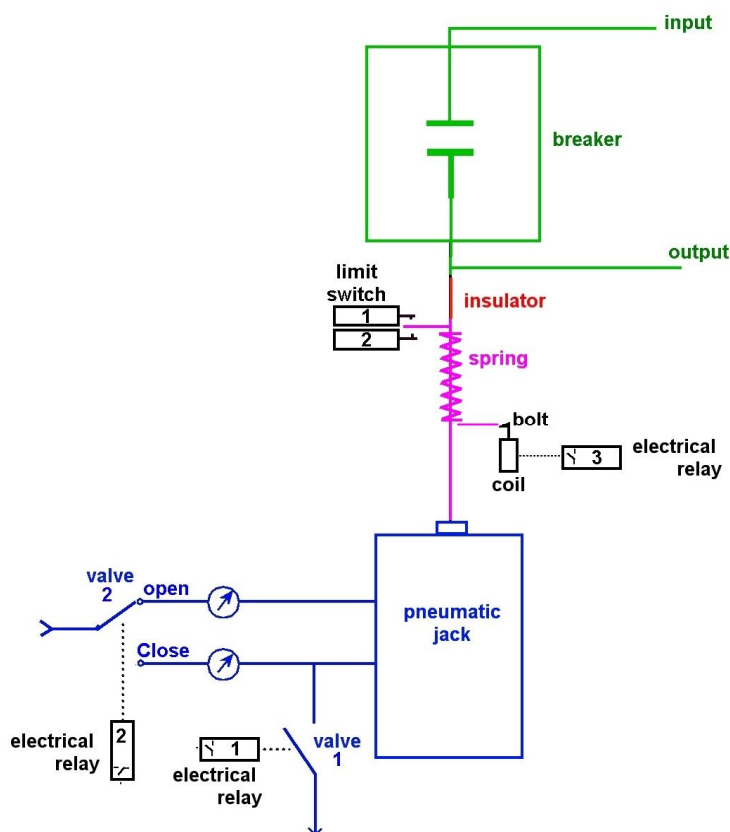 input
breaker
output
limit
switch
1
2
insulator
spring
bolt
coil
3
electrical
relay
valve
2
open
Close
pneumatic
jack
2
electrical
relay
1
electrical
relay
valve
1